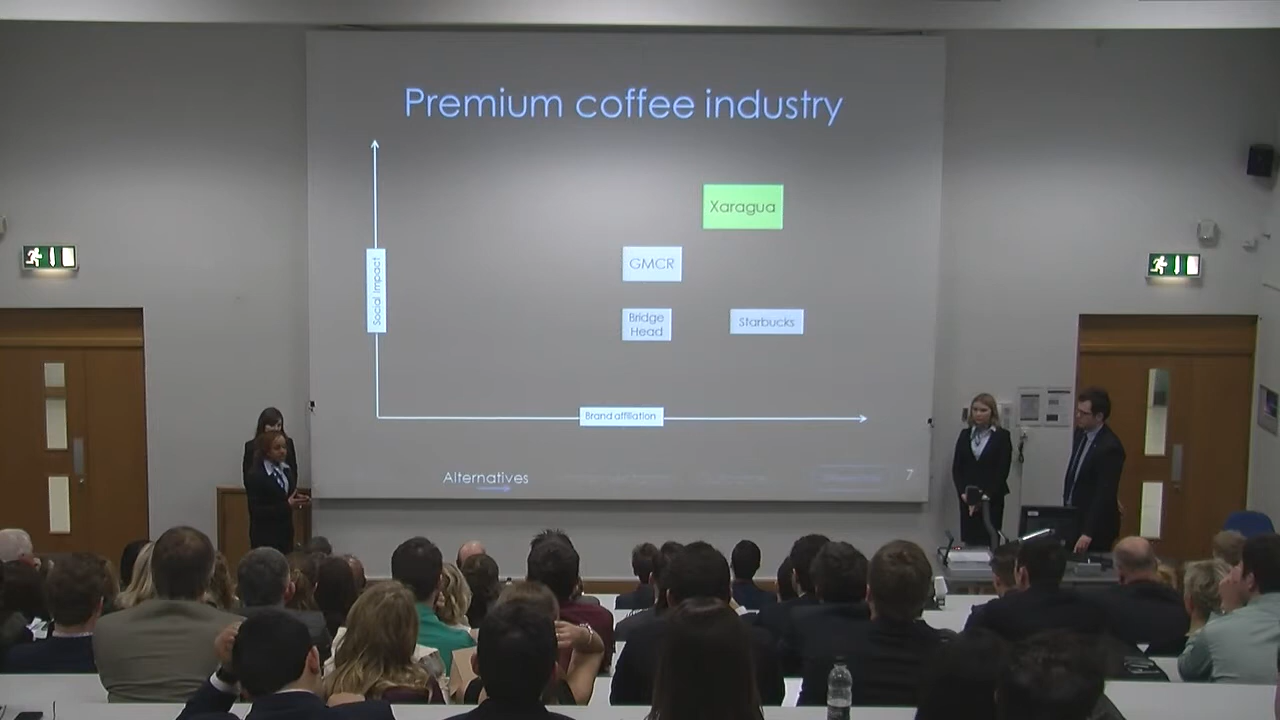 Premium coffee industry
Xaragua
GMCR
Social Impact
Bridge
Head
Starbucks
Brand affiliation
Alternatives
7